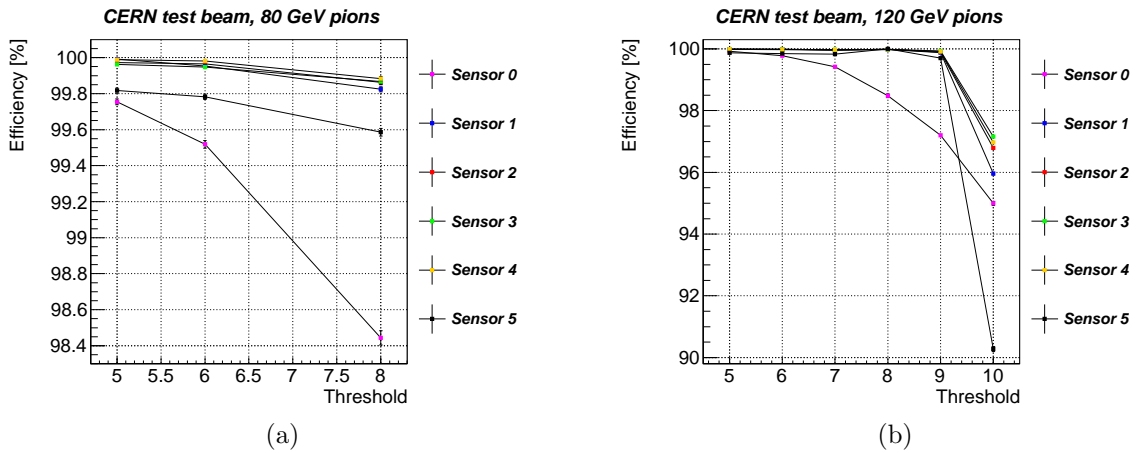 CERN test beam, 80 GeV pions
Efficiency [%]
100
99.8
99.6
99.4
99.2
99
98.8
98.6
98.4
5
5.5
6
6.5
7
7.5
8
Threshold
Sensor 0
Sensor 1
Sensor 2
Sensor 3
Sensor 4
Sensor 5
(a)
CERN test beam, 120 GeV pions
Efficiency [%]
100
98
96
94
92
90
5
6
7
8
9
10
Threshold
Sensor 0
Sensor 1
Sensor 2
Sensor 3
Sensor 4
Sensor 5
(b)